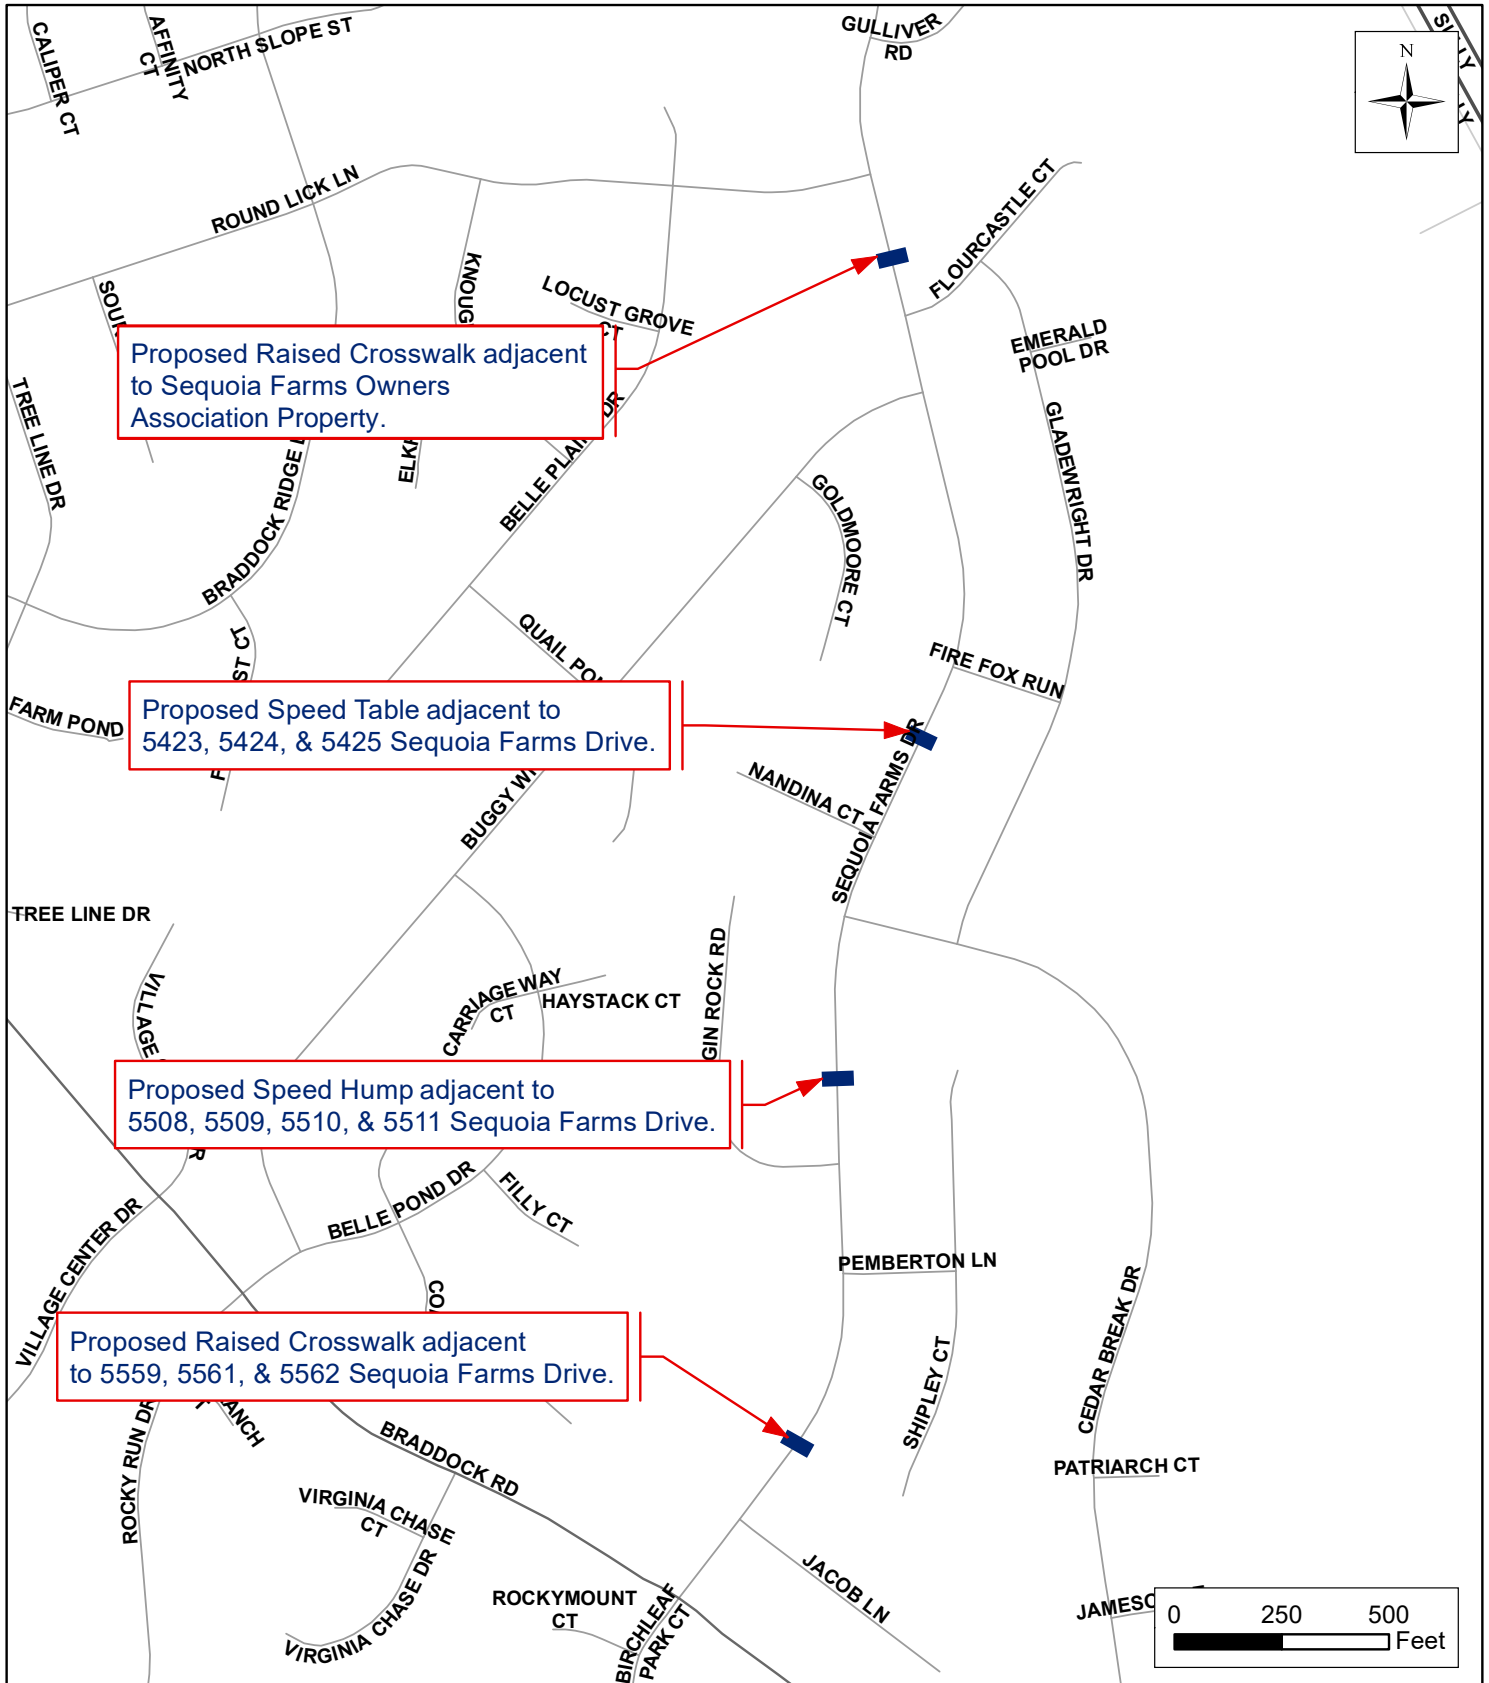 CALIPER CT
AFFINITY
CT
NORTH SLOPE ST
GULLIVER
RD
N
ROUND LICK LN
FLOURCASTLE CT
LOCUST GROVE
CT
EMERALD
POOL DR
Proposed Raised Crosswalk adjacent
to Sequoia Farms Owners
Association Property.
TREE LINE DR
BRADDOCK RIDGE
BELLE PLAIN DR
GOLDMOORE CT
GLADEWRIGHT DR
QUAIL
FIRE FOX RUN
FARM POND
ST CT
Proposed Speed Table adjacent to
5423, 5424, & 5425 Sequoia Farms Drive.
BUGGY
NANDINA CT
SEQUOIA FARMS DR
TREE LINE DR
VILLAGE
CARRIAGE WAY
CT
HAYSTACK CT
GIN ROCK RD
Proposed Speed Hump adjacent to
5508, 5509, 5510, & 5511 Sequoia Farms Drive.
BELLE POND DR
FILLY CT
VILLAGE CENTER DR
PEMBERTON LN
CEDAR BREAK DR
Proposed Raised Crosswalk adjacent
to 5559, 5561, & 5562 Sequoia Farms Drive.
SHIPLEY CT
ROCKY RUN DR
BRADDOCK RD
PATRIARCH CT
VIRGINIA CHASE
CT
VIRGINIA CHASE DR
ROCKYMOUNT
CT
BIRCHLEAF
PARK CT
JACOB LN
0 250 500
Feet